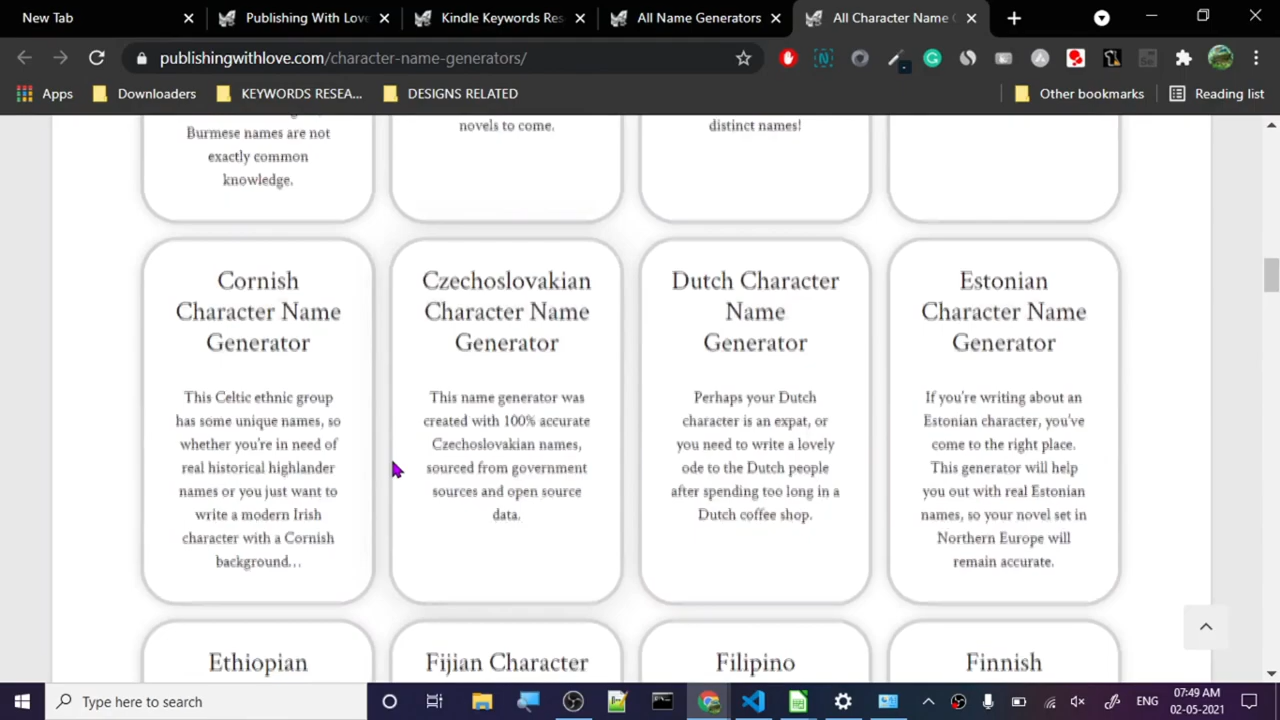 New Tab
Publishing With Love
Kindle Keywords Res
All Name Generators
All Character Name
publishingwithlove.com/character-name-generators/
Apps
Downloaders
KEYWORDS RESEA...
DESIGNS RELATED
Other bookmarks
Reading list
Burmese names are not
exactly common
knowledge.
novels to come.
distinct names!
Cornish
Character Name
Generator
This Celtic ethnic group
has some unique names, so
whether you're in need of
real historical highlander
names or you just want to
write a modern Irish
character with a Cornish
background…
Czechoslovakian
Character Name
Generator
This name generator was
created with 100% accurate
Czechoslovakian names,
sourced from government
sources and open source
data.
Dutch Character
Name
Generator
Perhaps your Dutch
character is an expat, or
you need to write a lovely
ode to the Dutch people
after spending too long in a
Dutch coffee shop.
Estonian
Character Name
Generator
If you're writing about an
Estonian character, you've
come to the right place.
This generator will help
you out with real Estonian
names, so your novel set in
Northern Europe will
remain accurate.
Ethiopian
Fijian Character
Filipino
Finnish
Type here to search
ENG
07:49 AM
02-05-2021